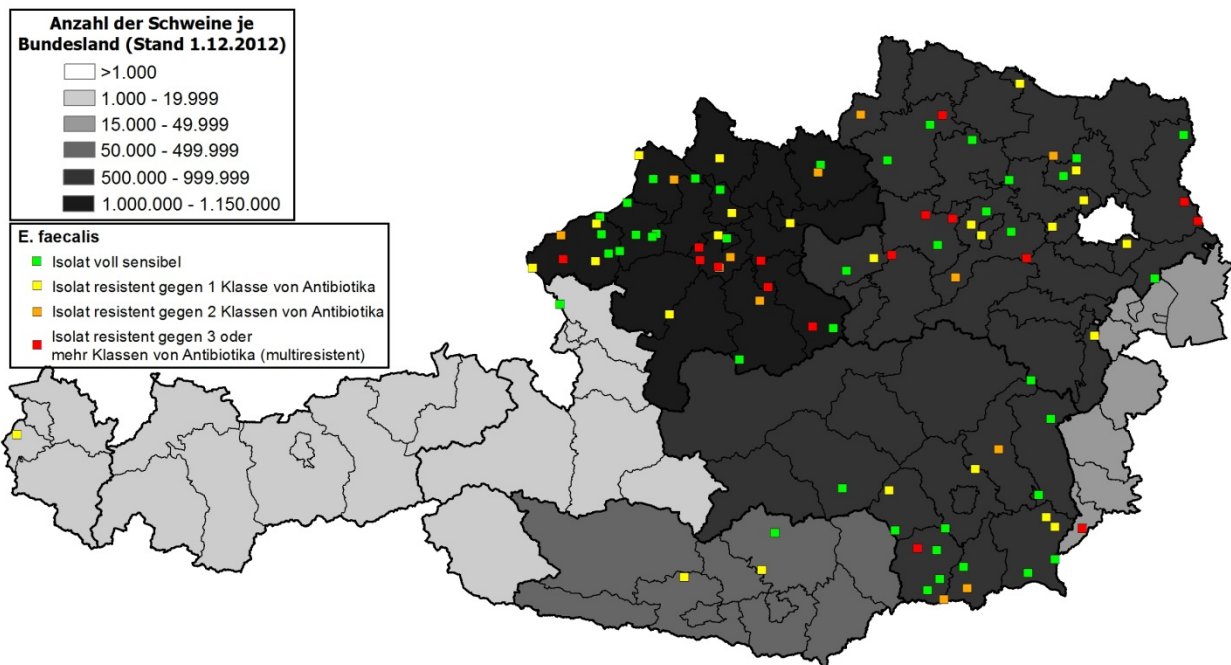 Anzahl der Schweine je
Bundesland (Stand 1.12.2012)
>1.000
1.000 - 19.999
15.000 - 49.999
50.000 - 499.999
500.000 - 999.999
1.000.000 - 1.150.000
E. faecalis
Isolat voll sensibel
Isolat resistent gegen 1 Klasse von Antibiotika
Isolat resistent gegen 2 Klassen von Antibiotika
Isolat resistent gegen 3 oder
mehr Klassen von Antibiotika (multiresistent)